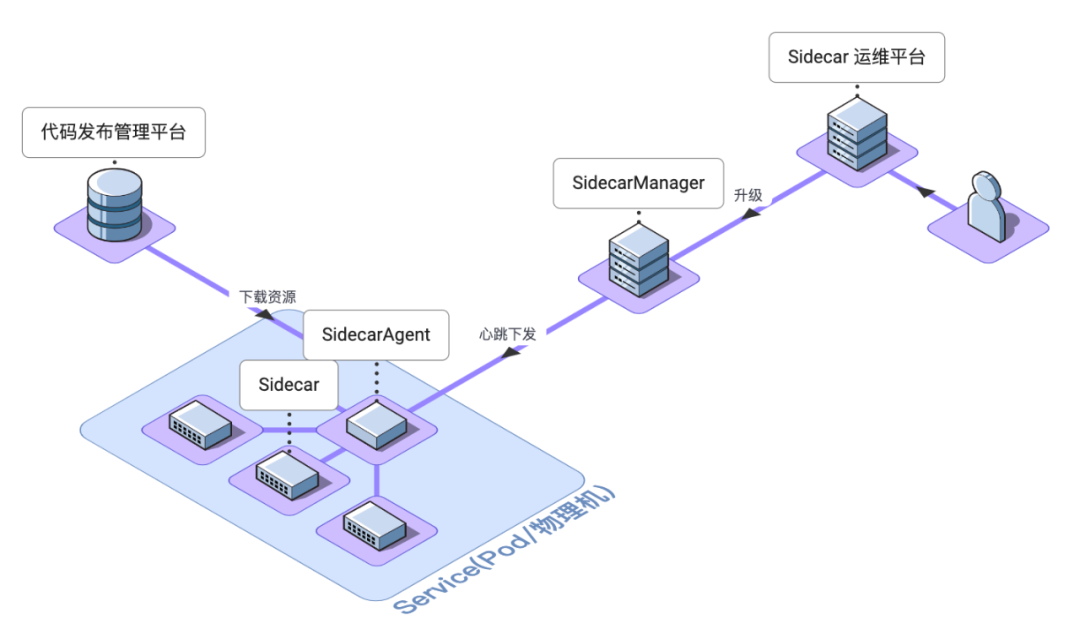 Sidecar 运维平台
代码发布管理平台
SidecarManager
升级
下载资源
SidecarAgent
心跳下发
Sidecar
Service(Pod/物理机)